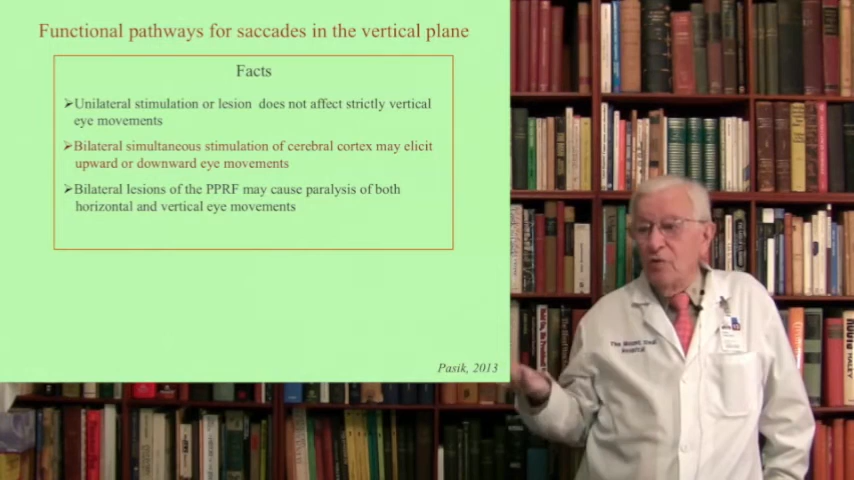 Functional pathways for saccades in the vertical plane
Facts
➤Unilateral stimulation or lesion does not affect strictly vertical
eye movements
➤Bilateral simultaneous stimulation of cerebral cortex may elicit
upward or downward eye movements
➤Bilateral lesions of the PPRF may cause paralysis of both
horizontal and vertical eye movements
Pasik, 2013
The Mount Sinai
Hospital